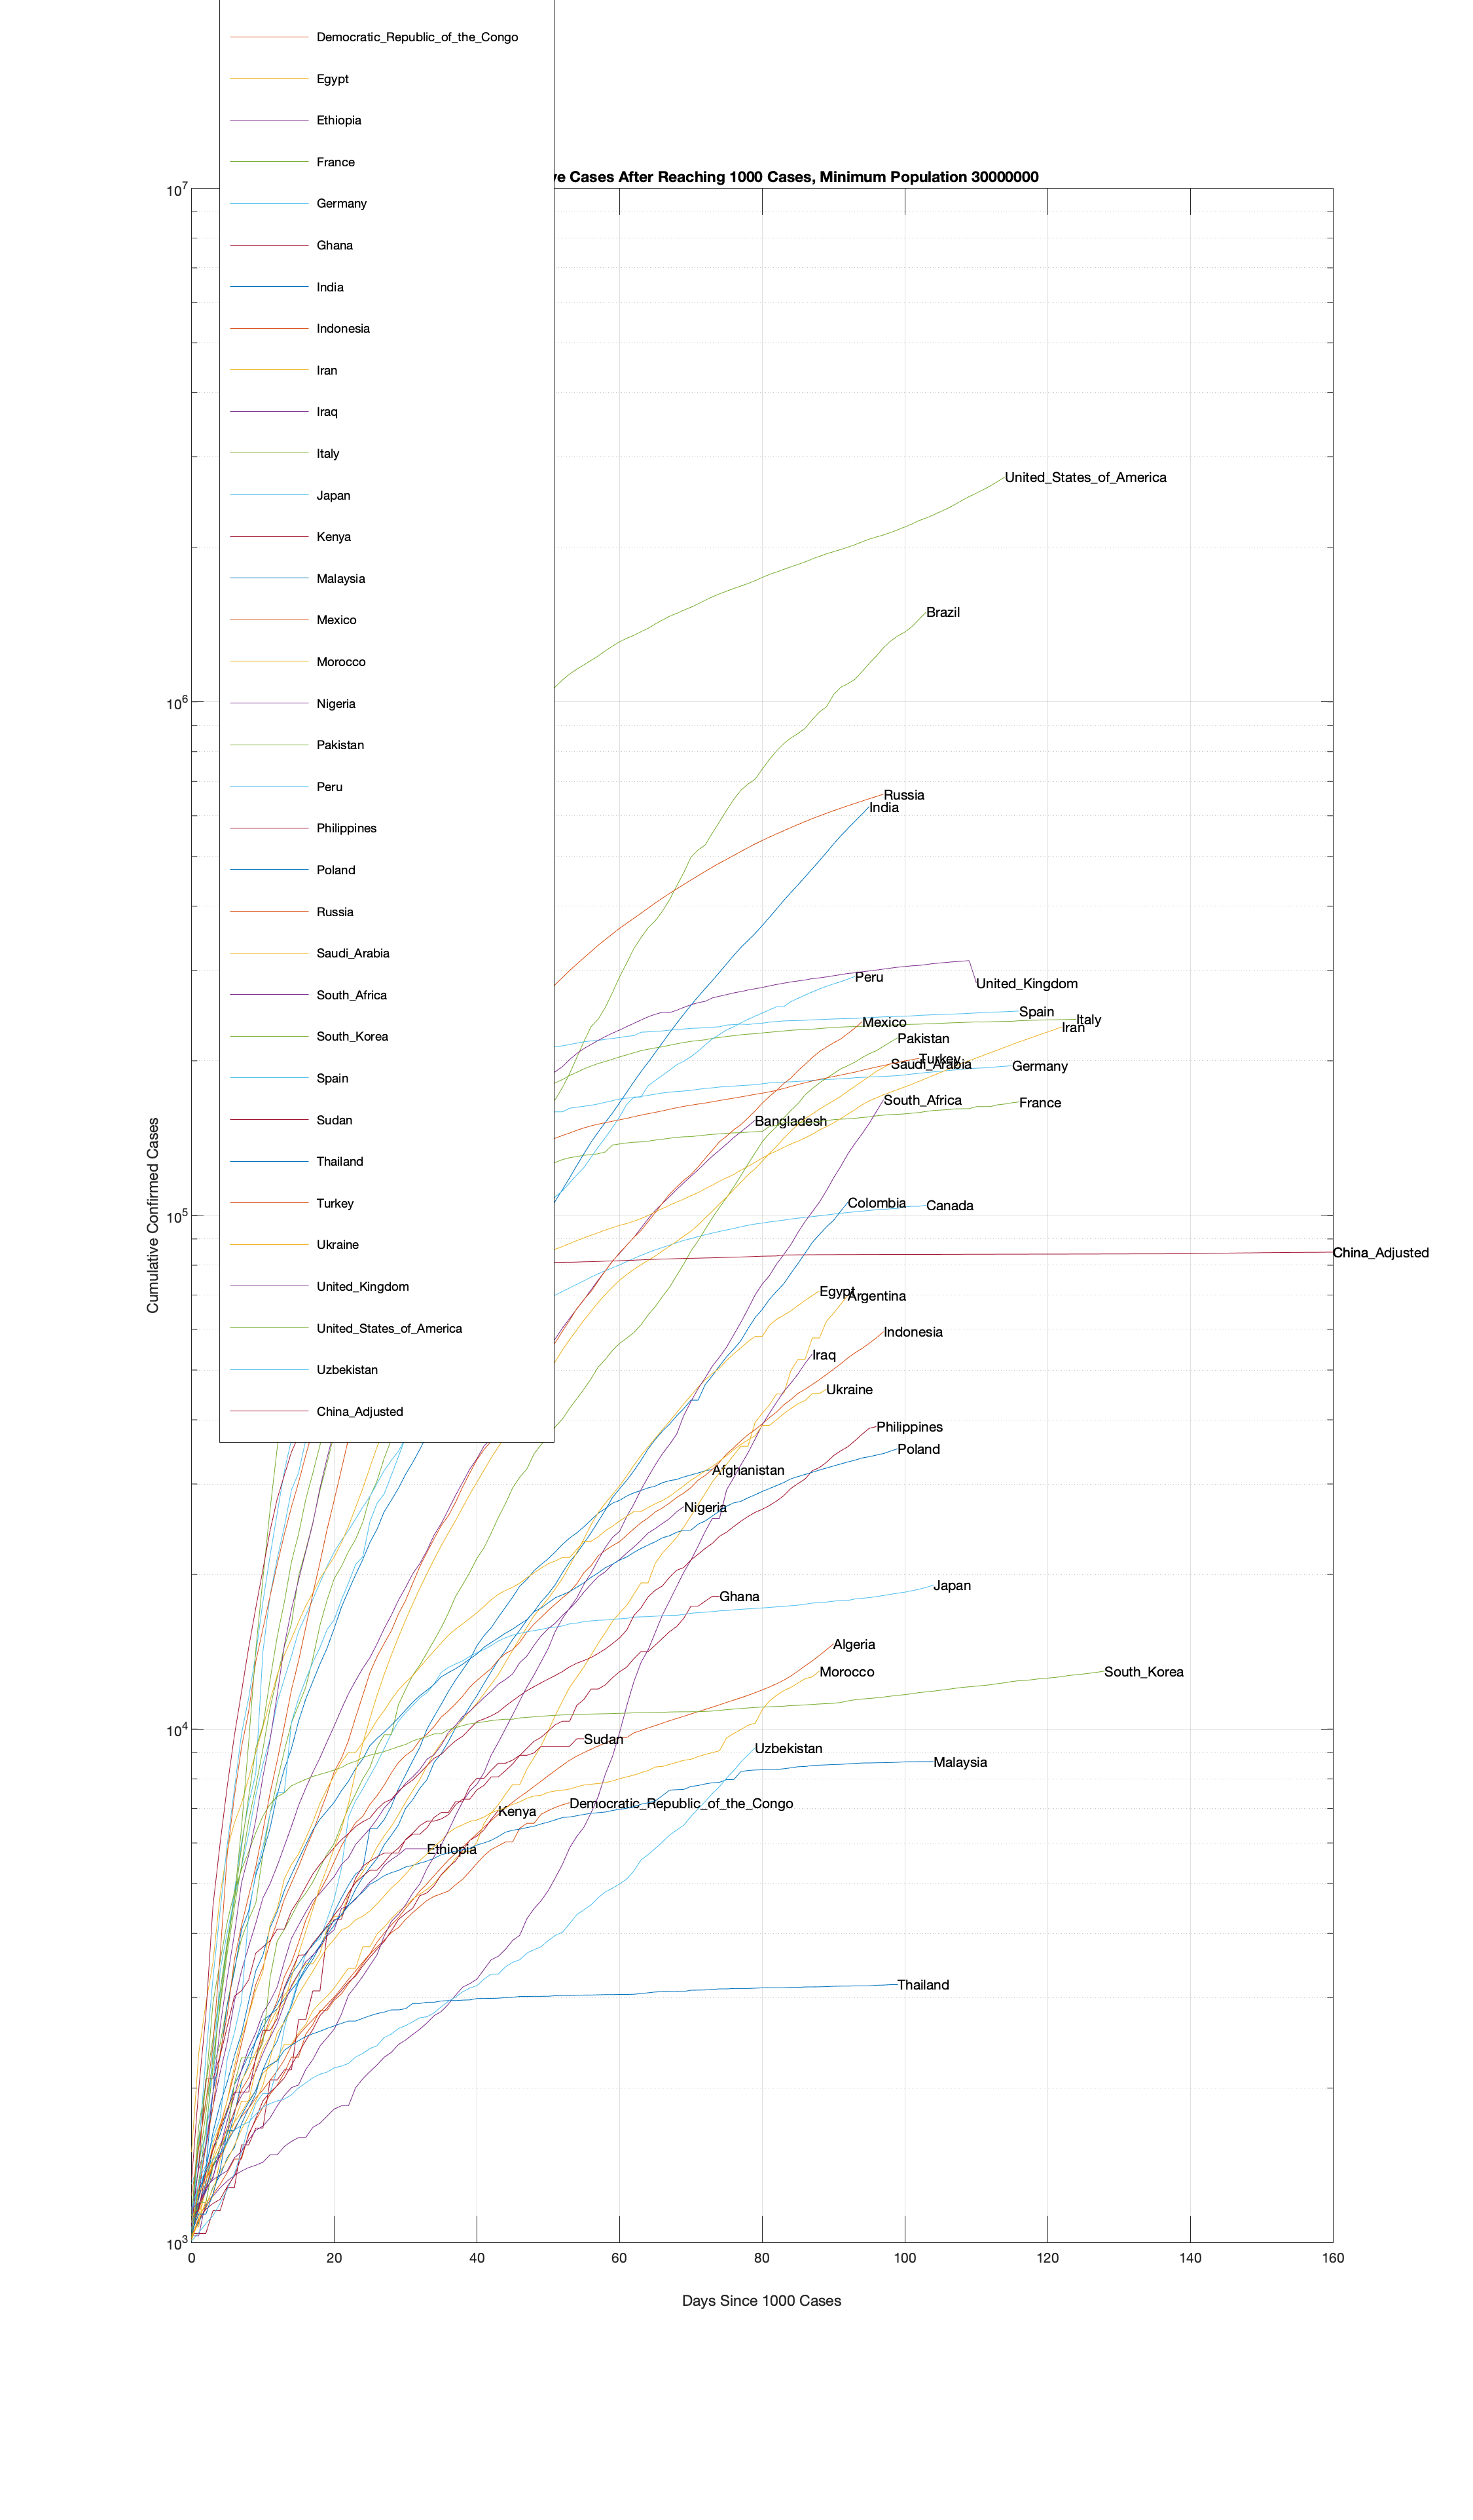 Democratic_Republic_of_the_Congo
Egypt
Ethiopia
France
Germany
Ghana
India
Indonesia
Iran
Iraq
Italy
Japan
Kenya
Malaysia
Mexico
Morocco
Nigeria
Pakistan
Peru
Philippines
Poland
Russia
Saudi_Arabia
South_Africa
South_Korea
Spain
Sudan
Thailand
Turkey
Ukraine
United_Kingdom
United_States_of_America
Uzbekistan
China_Adjusted
ve Cases After Reaching 1000 Cases, Minimum Population 30000000
10^7
10^6
10^5
10^4
10^3
Cumulative Confirmed Cases
United_States_of_America
Brazil
Russia
India
Peru
United_Kingdom
Spain
Italy
Mexico
Iran
Pakistan
Turkey
Saudi_Arabia
Germany
South_Africa
France
Bangladesh
Colombia
Canada
China_Adjusted
Egypt
Argentina
Indonesia
Iraq
Ukraine
Philippines
Poland
Afghanistan
Nigeria
Japan
Ghana
Algeria
Morocco
South_Korea
Sudan
Uzbekistan
Malaysia
Democratic_Republic_of_the_Congo
Kenya
Ethiopia
Thailand
0 20 40 60 80 100 120 140 160
Days Since 1000 Cases